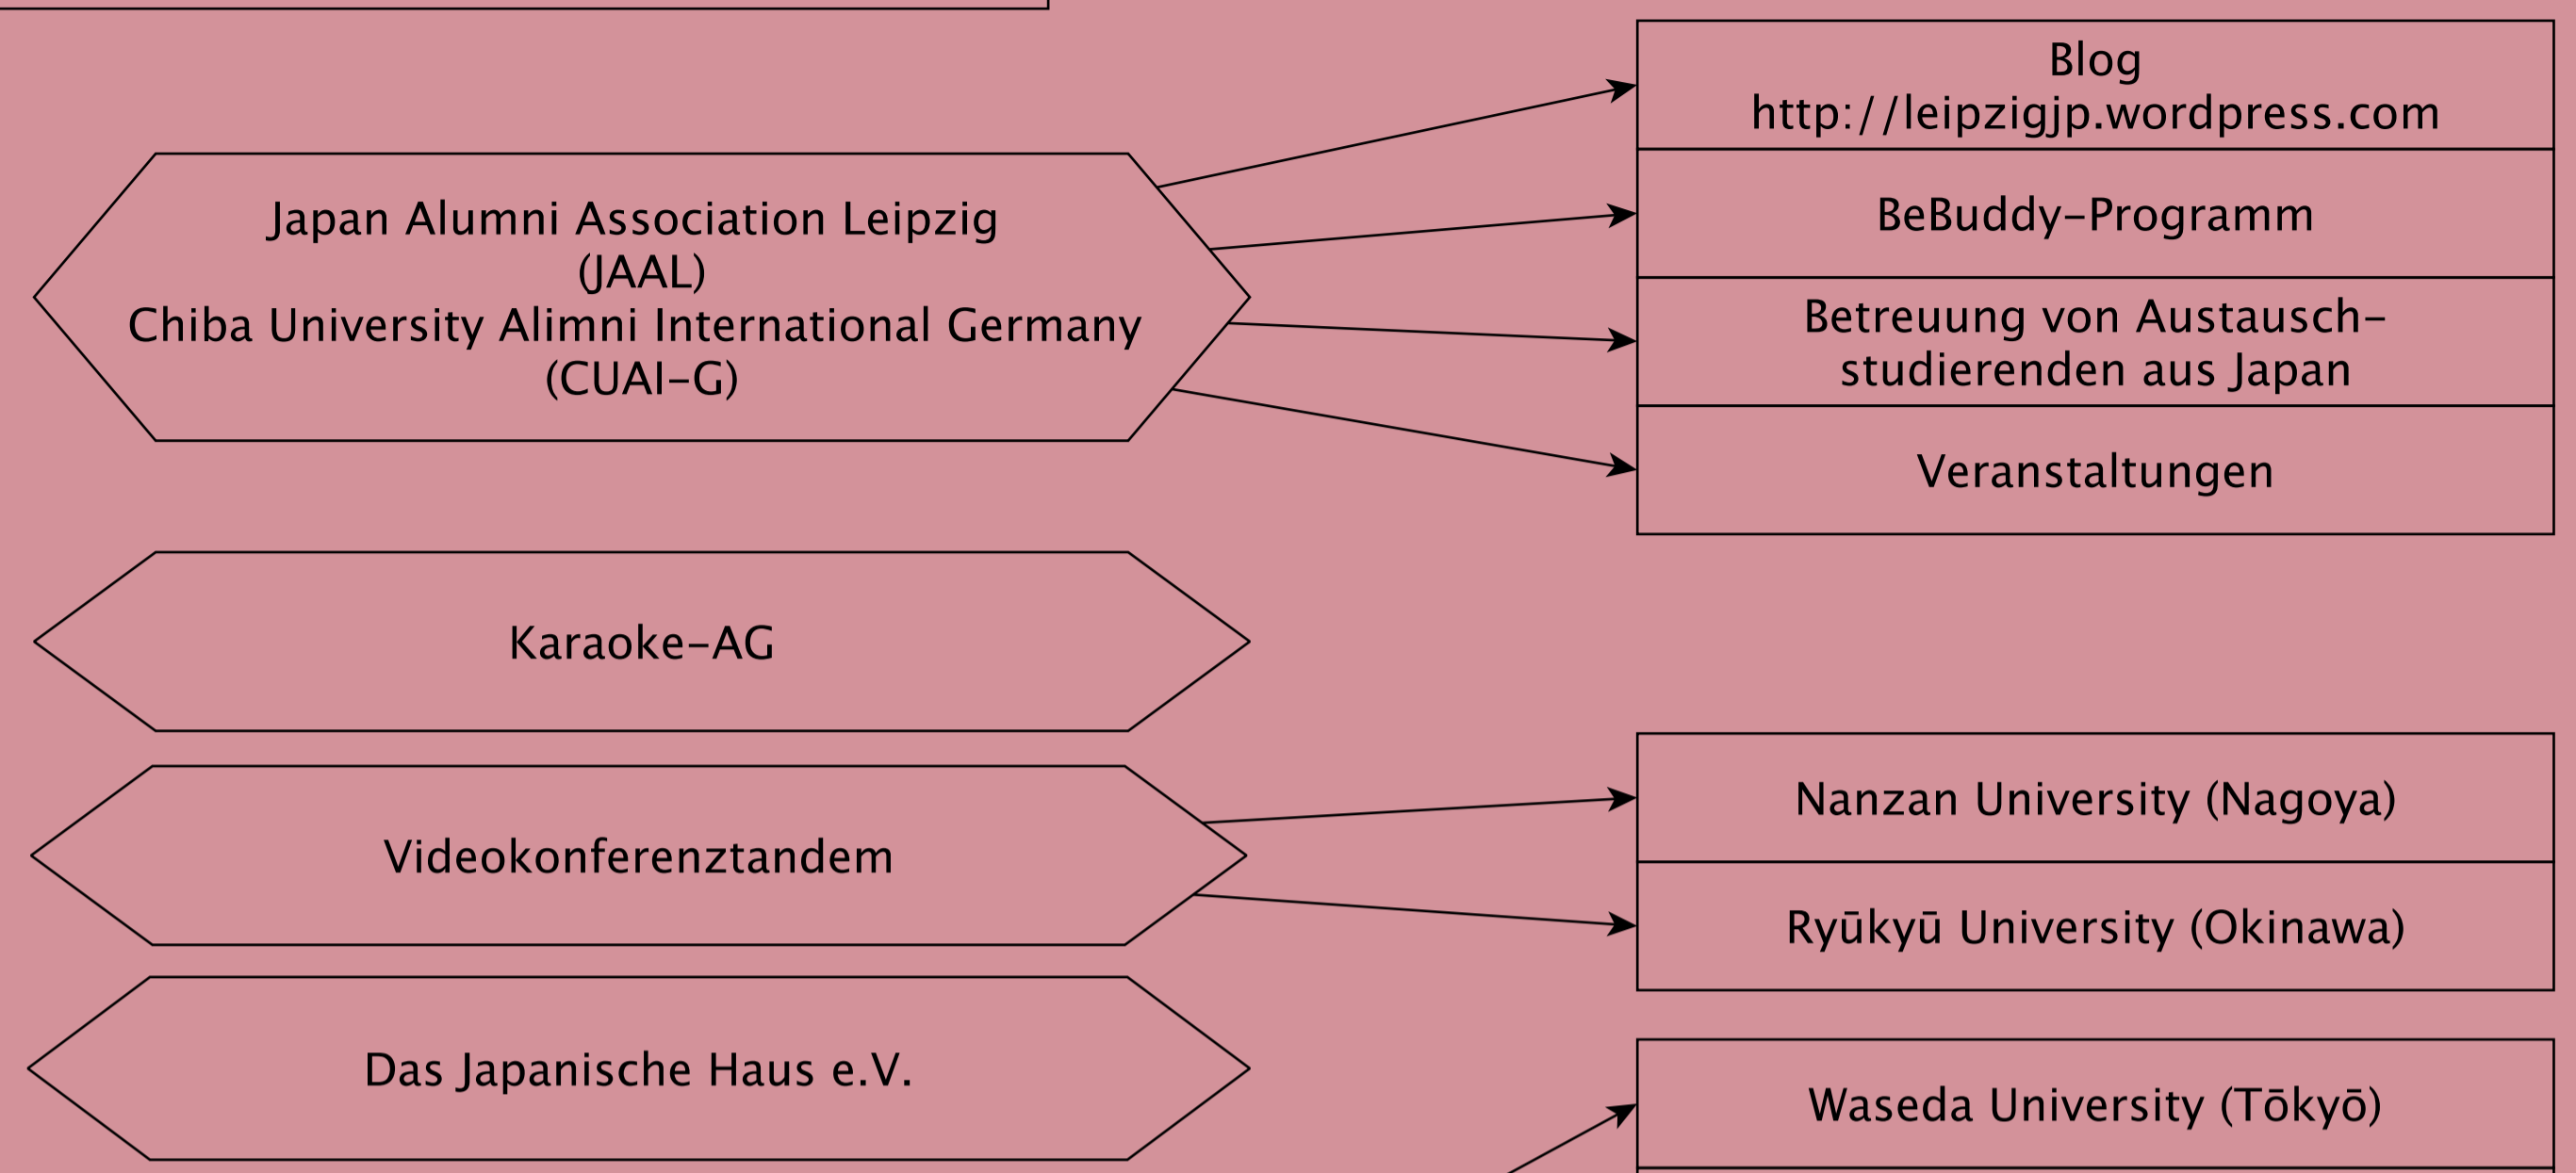 Japan Alumni Association Leipzig
(JAAL)
Chiba University Alimni International Germany
(CUAI-G)
Blog
http://leipzigjp.wordpress.com
BeBuddy-Programm
Betreuung von Austausch-
studierenden aus Japan
Veranstaltungen
Karaoke-AG
Videokonferenztandem
Nanzan University (Nagoya)
Ryūkyū University (Okinawa)
Das Japanische Haus e.V.
Waseda University (Tōkyō)